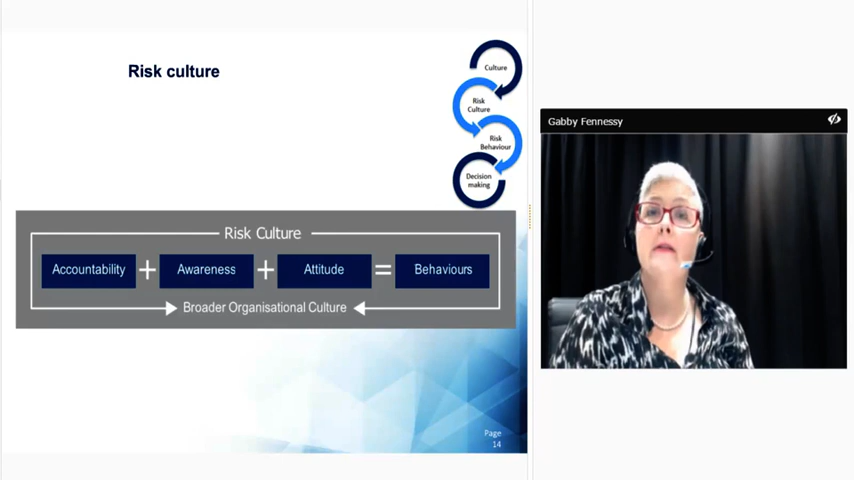 Risk culture
Culture
Risk
Culture
Risk
Behaviour
Decision
making
Gabby Fennessy
Risk Culture
Accountability + Awareness + Attitude = Behaviours
Broader Organisational Culture
Page
14